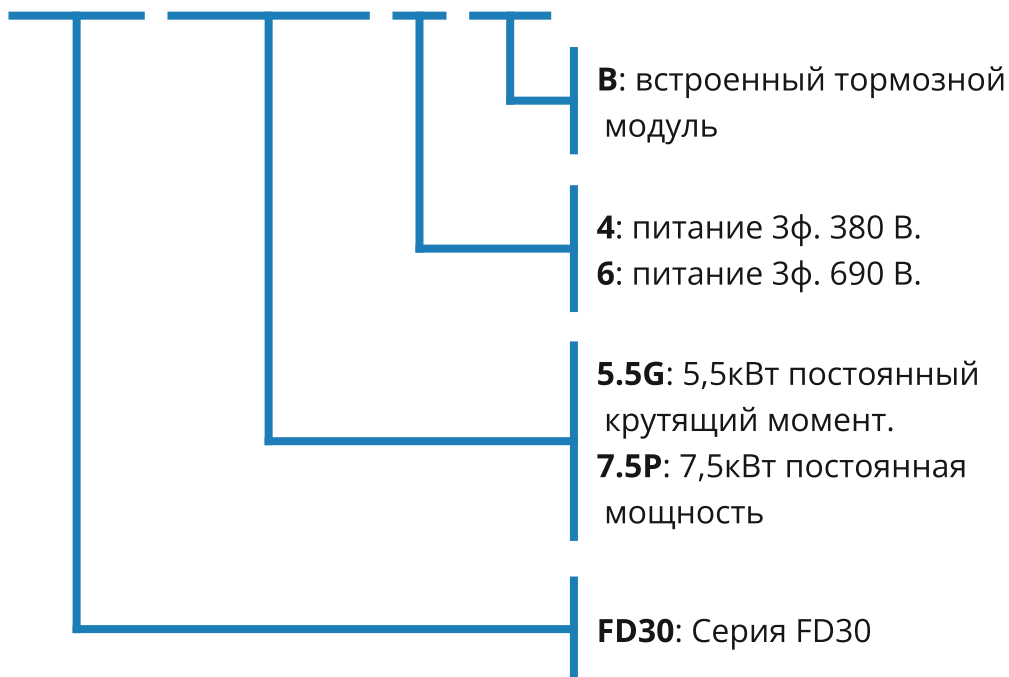 B: встроенный тормозной
модуль
4: питание 3ф. 380 В.
6: питание 3ф. 690 В.
5.5G: 5,5кВт постоянный
крутящий момент.
7.5P: 7,5кВт постоянная
мощность
FD30: Серия FD30